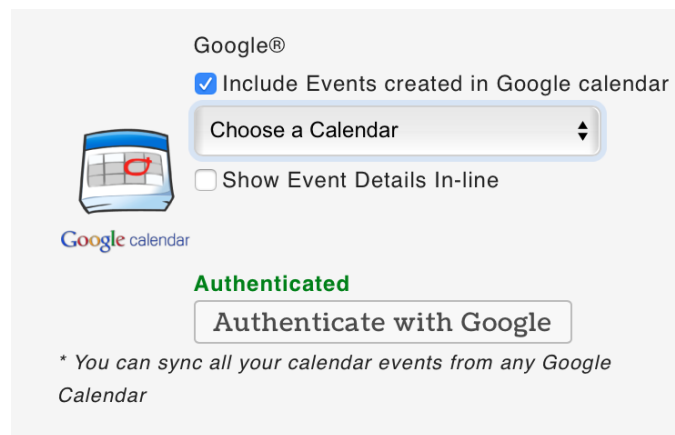 Google®
Include Events created in Google calendar
Choose a Calendar
Show Event Details In-line
Google calendar
Authenticated
Authenticate with Google
* You can sync all your calendar events from any Google
Calendar